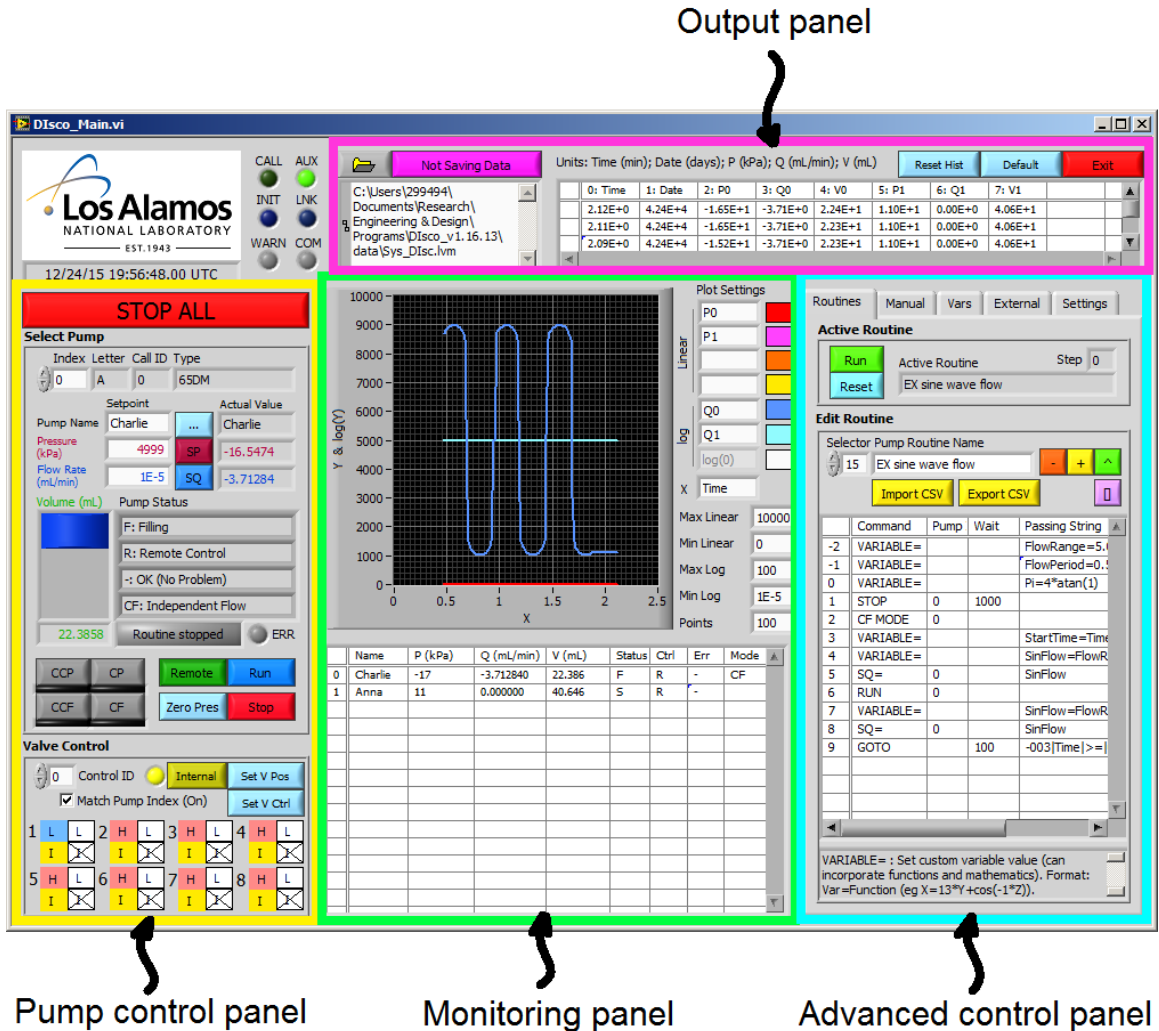 Output panel
DIsco_Main.vi
Los Alamos
NATIONAL LABORATORY
EST.1943
12/24/15 19:56:48.00 UTC
CALL AUX
INIT LNK
WARN COM
Not Saving Data
C:\Users\299494\
Documents\Research\
Engineering & Design\
Programs\DIsco_v1.16.13\
data\Sys_DIsc.lvm
Units: Time (min); Date (days); P (kPa); Q (mL/min); V (mL)
Reset Hist Default Exit
0: Time 1: Date 2: P0 3: Q0 4: V0 5: P1 6: Q1 7: V1
2.12E+0 4.24E+4 -1.65E+1 -3.71E+0 2.24E+1 1.10E+1 0.00E+0 4.06E+1
2.11E+0 4.24E+4 -1.65E+1 -3.71E+0 2.23E+1 1.10E+1 0.00E+0 4.06E+1
2.09E+0 4.24E+4 -1.52E+1 -3.71E+0 2.23E+1 1.10E+1 0.00E+0 4.06E+1
STOP ALL
Select Pump
Index Letter Call ID Type
0 A 0 65DM
Setpoint Actual Value
Pump Name Charlie ... Charlie
Pressure
(kPa) 4999 SP -16.5474
Flow Rate
(mL/min) 1E-5 SQ -3.71284
Volume (mL) Pump Status
F: Filling
R: Remote Control
-: OK (No Problem)
CF: Independent Flow
22.3858 Routine stopped ERR
CCP CP Remote Run
CCF CF Zero Pres Stop
Valve Control
0 Control ID Internal Set V Pos
Match Pump Index (On) Set V Ctrl
1 L L 2 H L 3 H L 4 H L
I I I I I I I I
5 H L 6 H L 7 H L 8 H L
I I I I I I I I
Y & log(Y)
10000
9000
8000
7000
6000
5000
4000
3000
2000
1000
0
0 0.5 1 1.5 2 2.5
X
Plot Settings
Linear
P0
P1
log
Q0
Q1
log(0)
X Time
Max Linear 10000
Min Linear 0
Max Log 100
Min Log 1E-5
Points 100
Name P (kPa) Q (mL/min) V (mL) Status Ctrl Err Mode
0 Charlie -17 -3.712840 22.386 F R - CF
1 Anna 11 0.000000 40.646 S R -
Routines Manual Vars External Settings
Active Routine
Run Active Routine Step 0
Reset EX sine wave flow
Edit Routine
Selector Pump Routine Name
15 EX sine wave flow - + ^
Import CSV Export CSV []
Command Pump Wait Passing String
-2 VARIABLE= FlowRange=5.0
-1 VARIABLE= FlowPeriod=0.5
0 VARIABLE= Pi=4*atan(1)
1 STOP 0 1000
2 CF MODE 0
3 VARIABLE= StartTime=Time
4 VARIABLE= SinFlow=FlowR
5 SQ= 0 SinFlow
6 RUN 0
7 VARIABLE= SinFlow=FlowR
8 SQ= 0 SinFlow
9 GOTO 100 -003|Time|>=|
VARIABLE= : Set custom variable value (can
incorporate functions and mathematics). Format:
Var=Function (eg X=13*Y+cos(-1*Z)).
Pump control panel
Monitoring panel
Advanced control panel